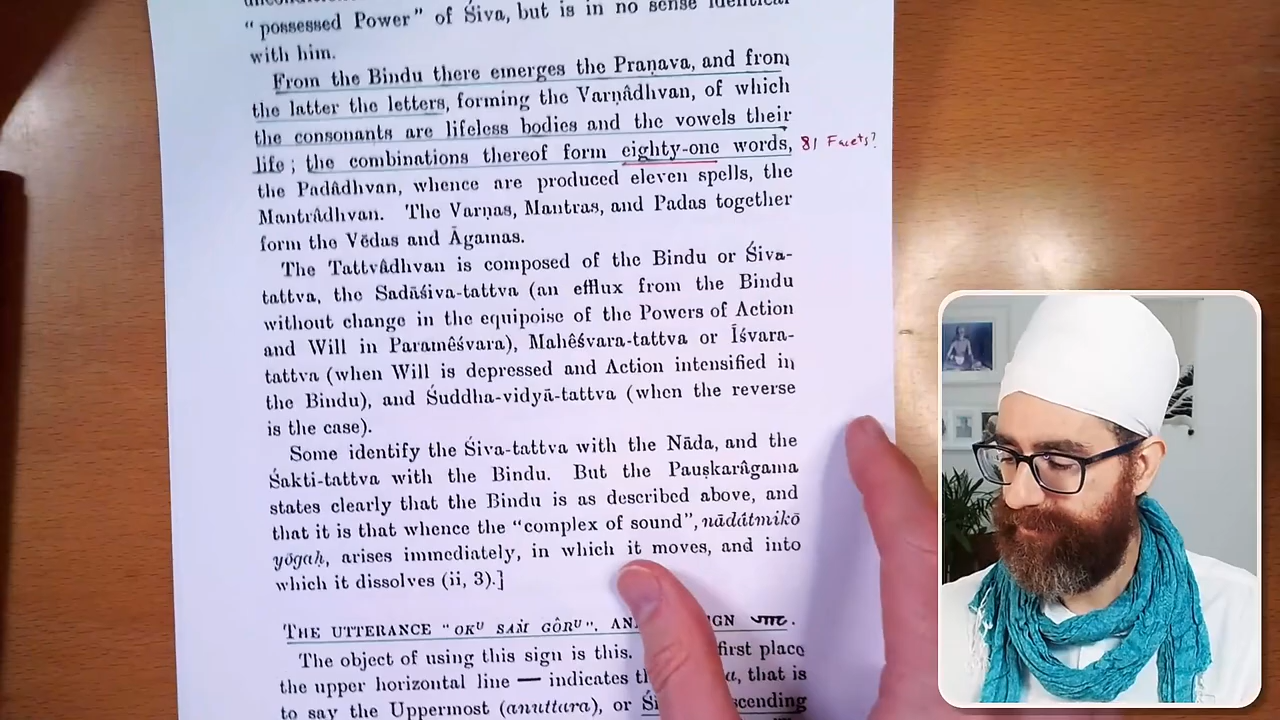 "possessed Power" of Śiva, but is in no sense identical
with him.
From the Bindu there emerges the Praṇava, and from
the latter the letters, forming the Varṇâdhvan, of which
the consonants are lifeless bodies and the vowels their
life; the combinations thereof form eighty-one words,
81 Facets?
the Padâdhvan, whence are produced eleven spells, the
Mantrâdhvan. The Varṇas, Mantras, and Padas together
form the Vēdas and Āgamas.
The Tattvâdhvan is composed of the Bindu or Śiva-
tattva, the Sadāśiva-tattva (an efflux from the Bindu
without change in the equipoise of the Powers of Action
and Will in Paramêśvara), Mahêśvara-tattva or Īśvara-
tattva (when Will is depressed and Action intensified in
the Bindu), and Śuddha-vidyā-tattva (when the reverse
is the case).
Some identify the Śiva-tattva with the Nāda, and the
Śakti-tattva with the Bindu. But the Pauṣkarâgama
states clearly that the Bindu is as described above, and
that it is that whence the "complex of sound", nādâtmikō
yōgaḥ, arises immediately, in which it moves, and into
which it dissolves (ii, 3).]
THE UTTERANCE "OKᵁ SAṀ GÔRᵁ",
The object of using this sign is this. first place
the upper horizontal line — indicates that is
to say the Uppermost (anuttara), or